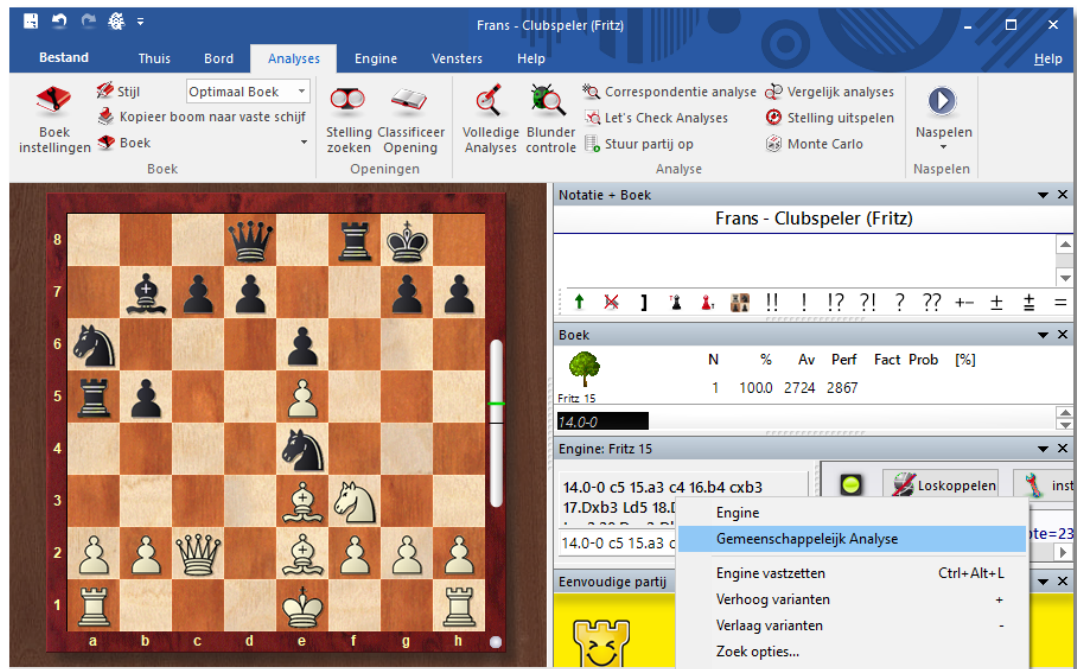 Frans - Clubspeler (Fritz)
Bestand Thuis Bord Analyses Engine Vensters Help Help
Stijl Optimaal Boek Correspondentie analyse Vergelijk analyses
Kopieer boom naar vaste schijf Let's Check Analyses Stelling uitspelen
Boek instellingen Boek Stelling zoeken Classificeer Opening Volledige Analyses Blunder controle Stuur partij op Monte Carlo Naspelen
Boek Openingen Analyse Naspelen
Notatie + Boek
Frans - Clubspeler (Fritz)
!! ! !? ?! ? ?? +- ± ⩲ =
Boek
N % Av Perf Fact Prob [%]
1 100.0 2724 2867
Fritz 15
14.0-0
Engine: Fritz 15
14.0-0 c5 15.a3 c4 16.b4 cxb3
17.Dxb3 Ld5 18.
Loskoppelen inst
14.0-0 c5 15.a3 c
te=23
Eenvoudige partij
Engine
Gemeenschappeleijk Analyse
Engine vastzetten Ctrl+Alt+L
Verhoog varianten +
Verlaag varianten -
Zoek opties...
8
7
6
5
4
3
2
1
a b c d e f g h